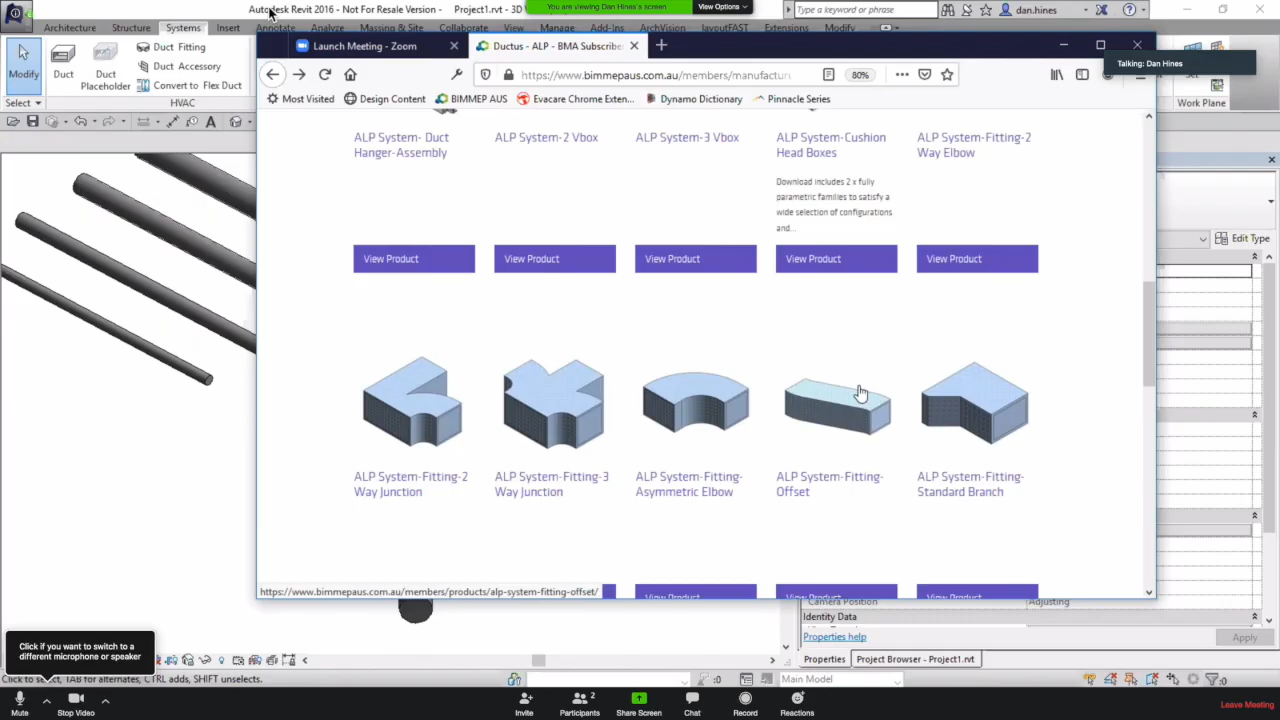 Autodesk Revit 2016 - Not For Resale Version -    Project1.rvt - 3D V
You are viewing Dan Hines's screen
View Options
Type a keyword or phrase
dan.hines
Architecture
Structure
Systems
Insert
Annotate
Analyze
Massing & Site
Collaborate
View
Manage
Add-Ins
ArchVision
layoutFAST
Extensions
Modify
Modify
Duct
Duct
Placeholder
Duct Fitting
Duct Accessory
Convert to Flex Duct
Select
HVAC
Set
Work Plane
Launch Meeting - Zoom
Ductus - ALP - BMA Subscribe
Talking: Dan Hines
https://www.bimmepaus.com.au/members/manufactur
80%
Most Visited
Design Content
BIMMEP AUS
Evacare Chrome Exten...
Dynamo Dictionary
Pinnacle Series
ALP System- Duct
Hanger-Assembly
ALP System-2 Vbox
ALP System-3 Vbox
ALP System-Cushion
Head Boxes
ALP System-Fitting-2
Way Elbow
Download includes 2 x fully
parametric families to satisfy a
wide selection of configurations
and...
View Product
View Product
View Product
View Product
View Product
Edit Type
ALP System-Fitting-2
Way Junction
ALP System-Fitting-3
Way Junction
ALP System-Fitting-
Asymmetric Elbow
ALP System-Fitting-
Offset
ALP System-Fitting-
Standard Branch
https://www.bimmepaus.com.au/members/products/alp-system-fitting-offset/
View Product
View Product
View Product
Camera Position
Adjusting
Identity Data
Properties help
Apply
Properties
Project Browser - Project1.rvt
Click if you want to switch to a
different microphone or speaker
Click to select, TAB for alternates, CTRL adds, SHIFT unselects.
:0
Main Model
:0
Mute
Stop Video
Invite
Participants
2
Share Screen
Chat
Record
Reactions
Leave Meeting